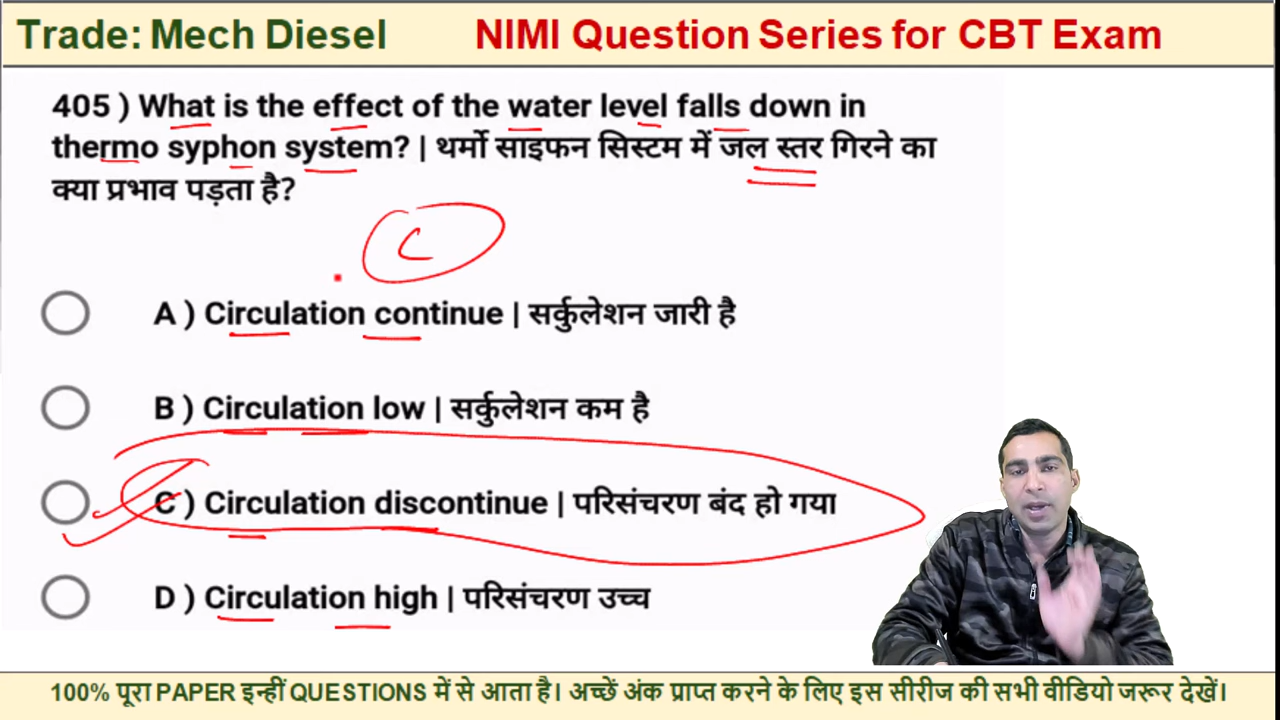 Trade: Mech Diesel NIMI Question Series for CBT Exam
405 ) What is the effect of the water level falls down in
thermo syphon system? | थर्मो साइफन सिस्टम में जल स्तर गिरने का
क्या प्रभाव पड़ता है?
C
A ) Circulation continue | सर्कुलेशन जारी है
B ) Circulation low | सर्कुलेशन कम है
C ) Circulation discontinue | परिसंचरण बंद हो गया
D ) Circulation high | परिसंचरण उच्च
100% पूरा PAPER इन्हीं QUESTIONS में से आता है। अच्छें अंक प्राप्त करने के लिए इस सीरीज की सभी वीडियो जरूर देखें।